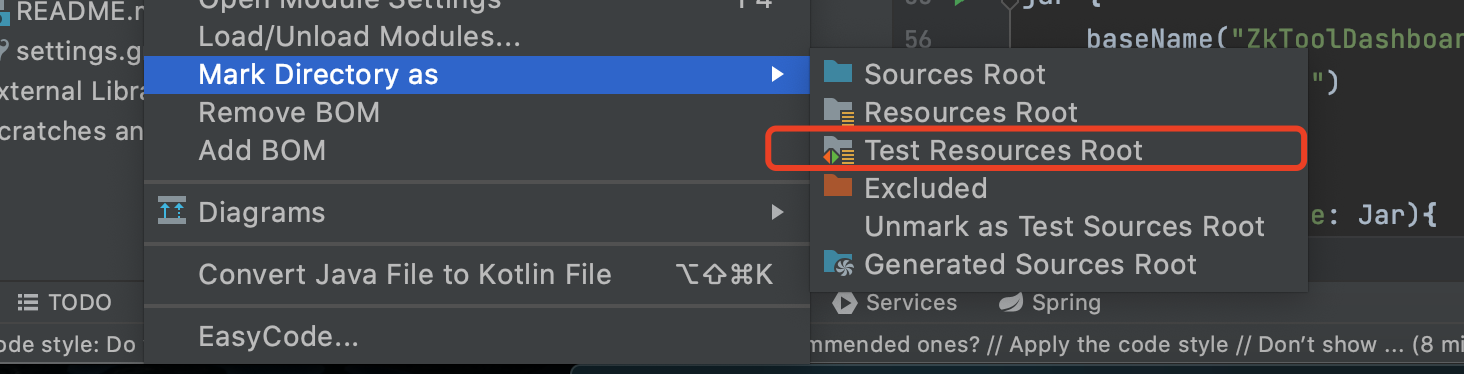 README.m
settings.g
xternal Libra
cratches an
Open Module Settings
Load/Unload Modules...
Mark Directory as
Remove BOM
Add BOM
Diagrams
Convert Java File to Kotlin File ⌥⇧⌘K
EasyCode...
jar {
56 baseName("ZkToolDashboar
")
Sources Root
Resources Root
Test Resources Root
Excluded
Unmark as Test Sources Root
Generated Sources Root
e: Jar){
TODO
Services
Spring
ode style: Do
mmended ones? // Apply the code style // Don't show ... (8 mi